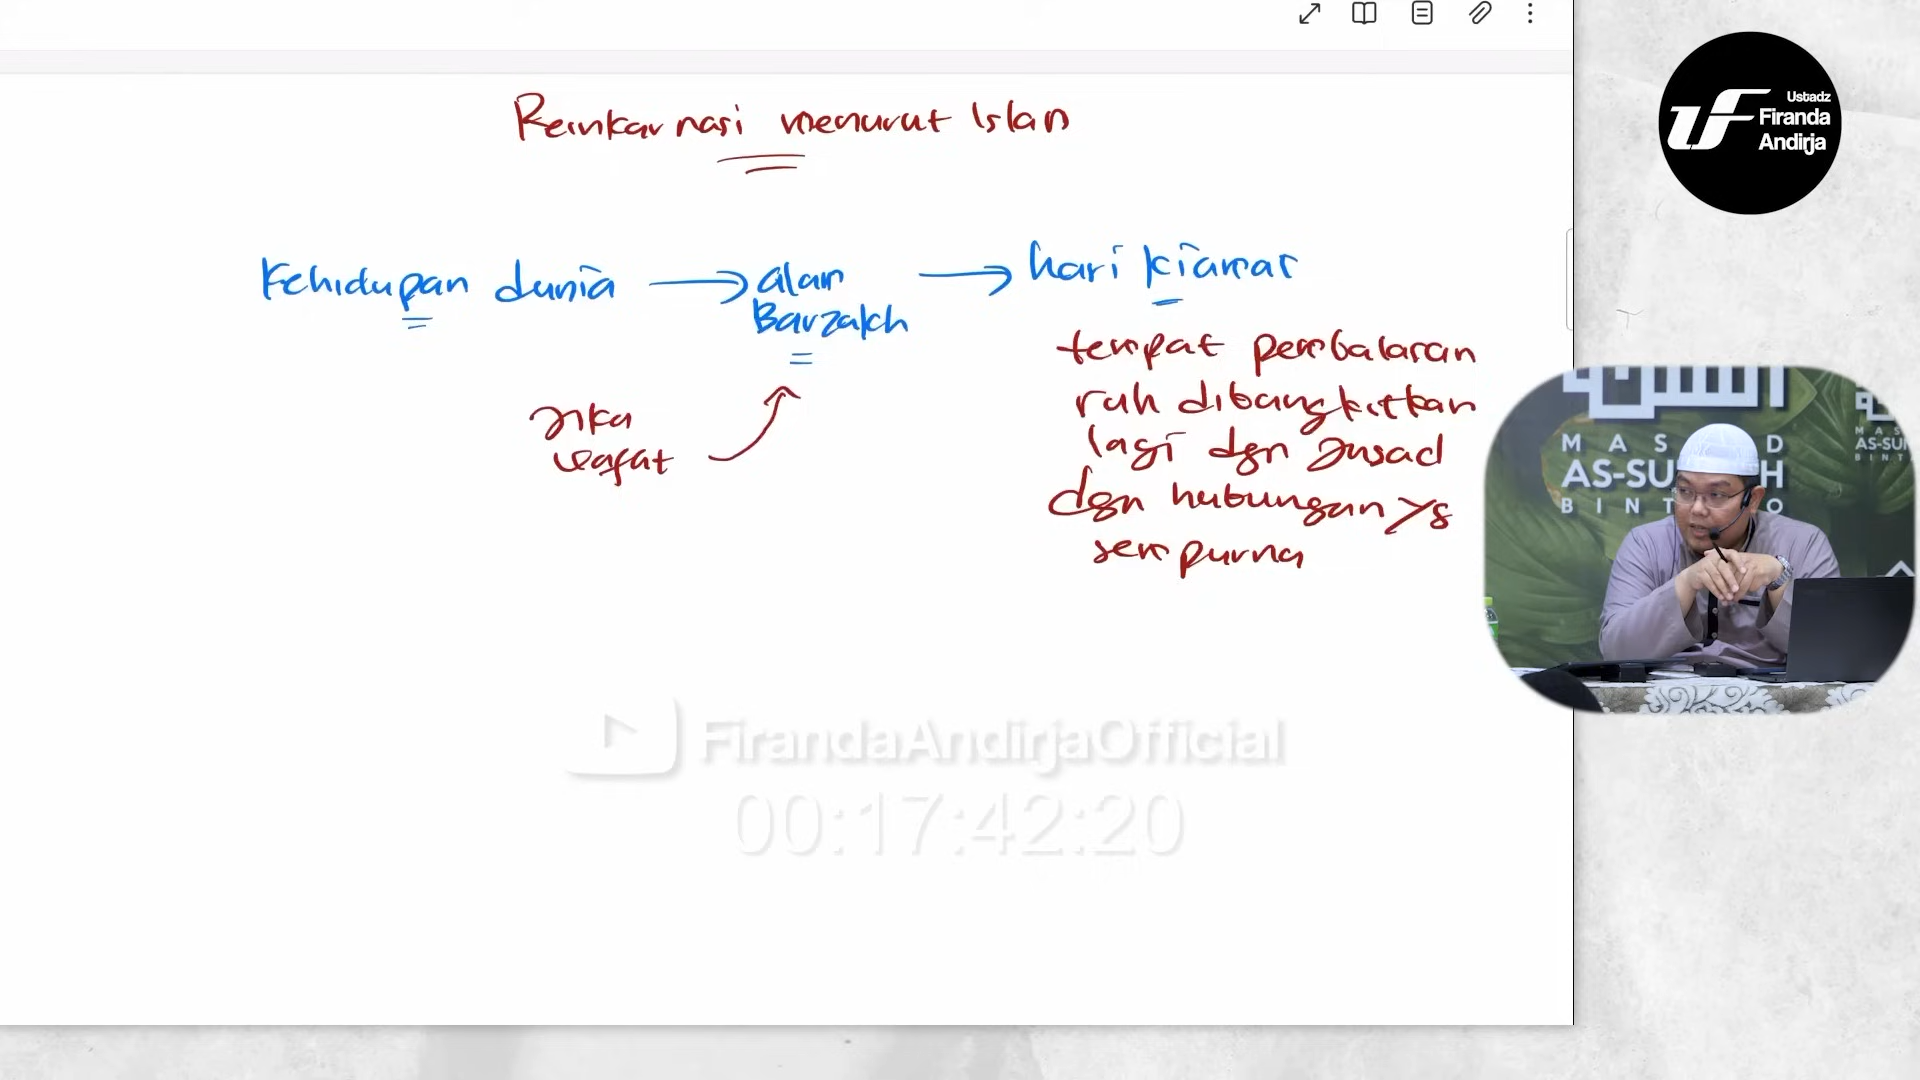 Reinkarnasi menurut Islam
Kehidupan dunia → alam Barzakh → hari kiamat
Jika wafat
tempat pembalasan
ruh dibangkitkan
lagi dgn Jasad
dgn hubungan yg
sempurna
Ustadz
Firanda
Andirja
MASJID
AS-SUNNAH
BINTARO
FirandaAndirjaOfficial
00:17:42:20